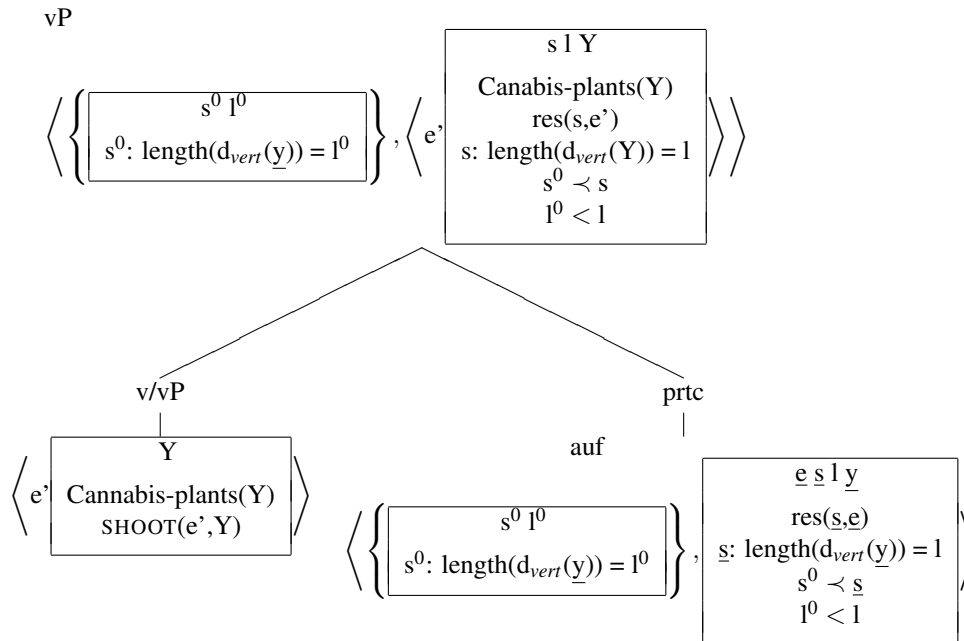 vP
s l Y
Canabis-plants(Y)
res(s,e')
s: length(d_vert(Y)) = l
s⁰ ≺ s
l⁰ < l
⟨ { s⁰ l⁰
s⁰: length(d_vert(y)) = l⁰ } , ⟨ e' ⟩ ⟩
v/vP
prtc
⟨ e'
Y
Cannabis-plants(Y)
SHOOT(e',Y) ⟩
auf
⟨ { s⁰ l⁰
s⁰: length(d_vert(y)) = l⁰ } ,
e s l y
res(s,e)
s: length(d_vert(y)) = l
s⁰ ≺ s
l⁰ < l ⟩